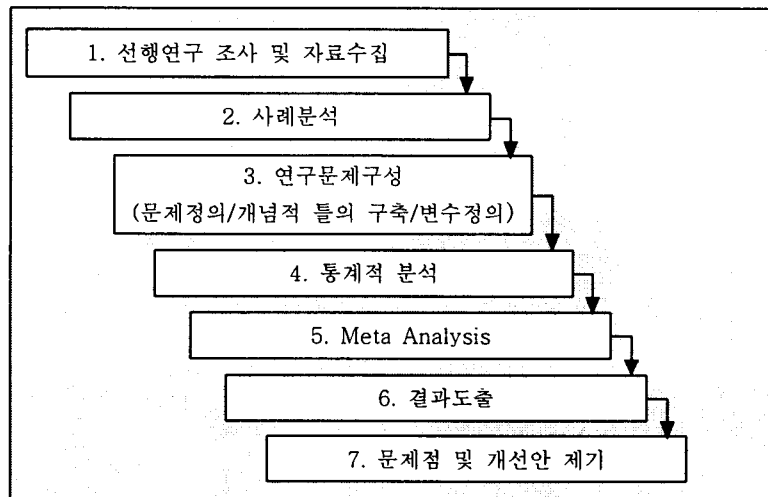 1. 선행연구 조사 및 자료수집
2. 사례분석
3. 연구문제구성
(문제정의/개념적 틀의 구축/변수정의)
4. 통계적 분석
5. Meta Analysis
6. 결과도출
7. 문제점 및 개선안 제기